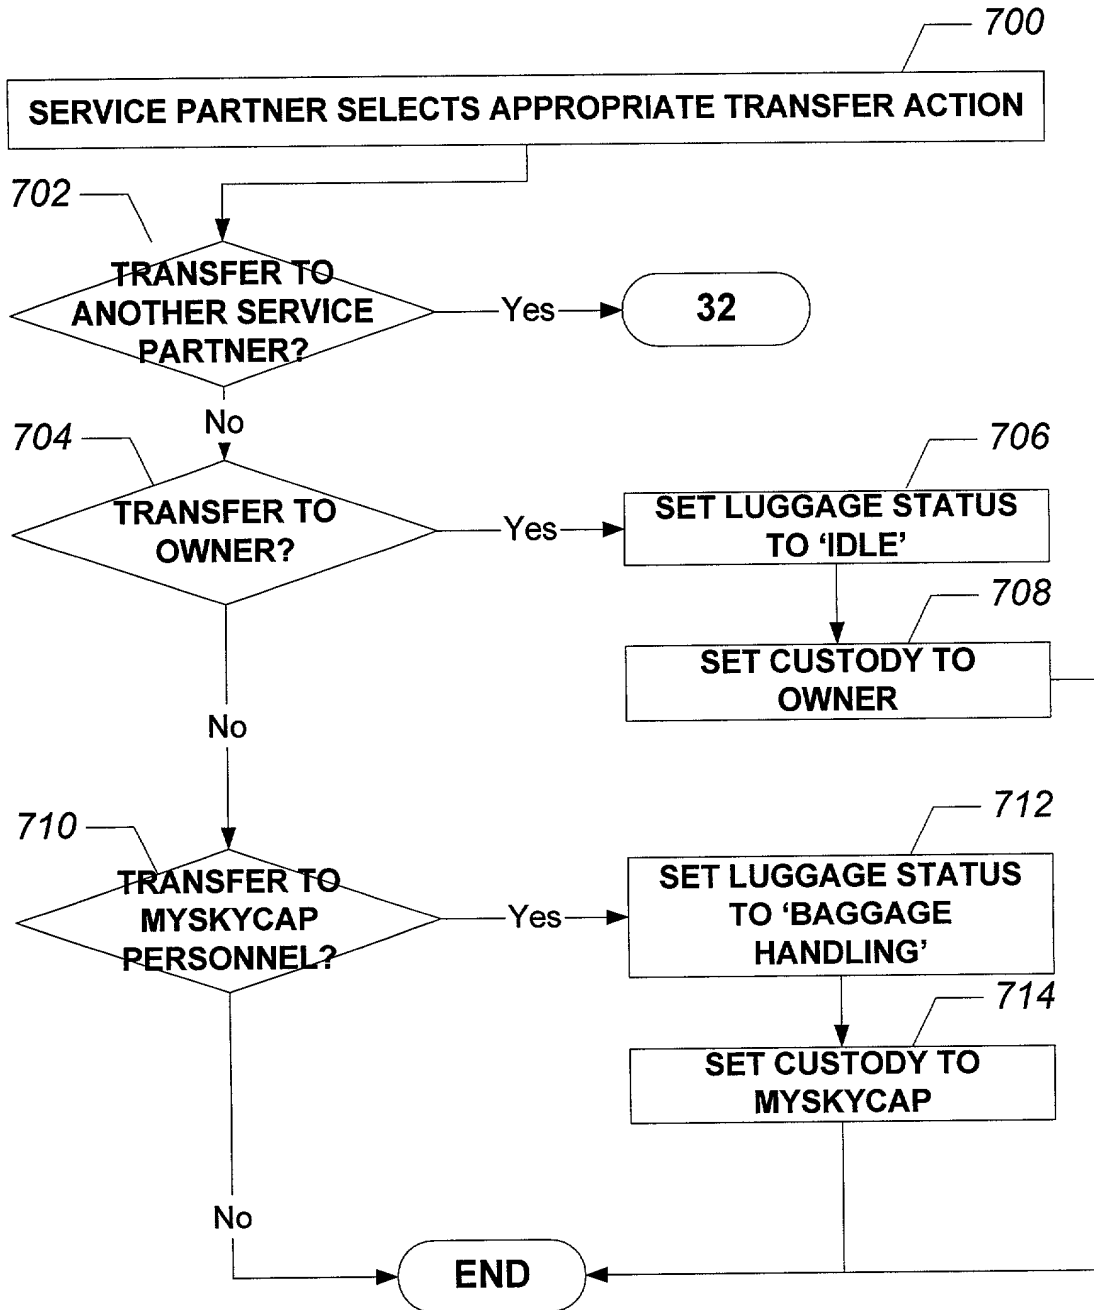 700
SERVICE PARTNER SELECTS APPROPRIATE TRANSFER ACTION
702
TRANSFER TO
ANOTHER SERVICE
PARTNER?
Yes
32
No
704
TRANSFER TO
OWNER?
Yes
706
SET LUGGAGE STATUS
TO ‘IDLE’
708
SET CUSTODY TO
OWNER
No
710
TRANSFER TO
MYSKYCAP
PERSONNEL?
Yes
712
SET LUGGAGE STATUS
TO ‘BAGGAGE
HANDLING’
714
SET CUSTODY TO
MYSKYCAP
No
END